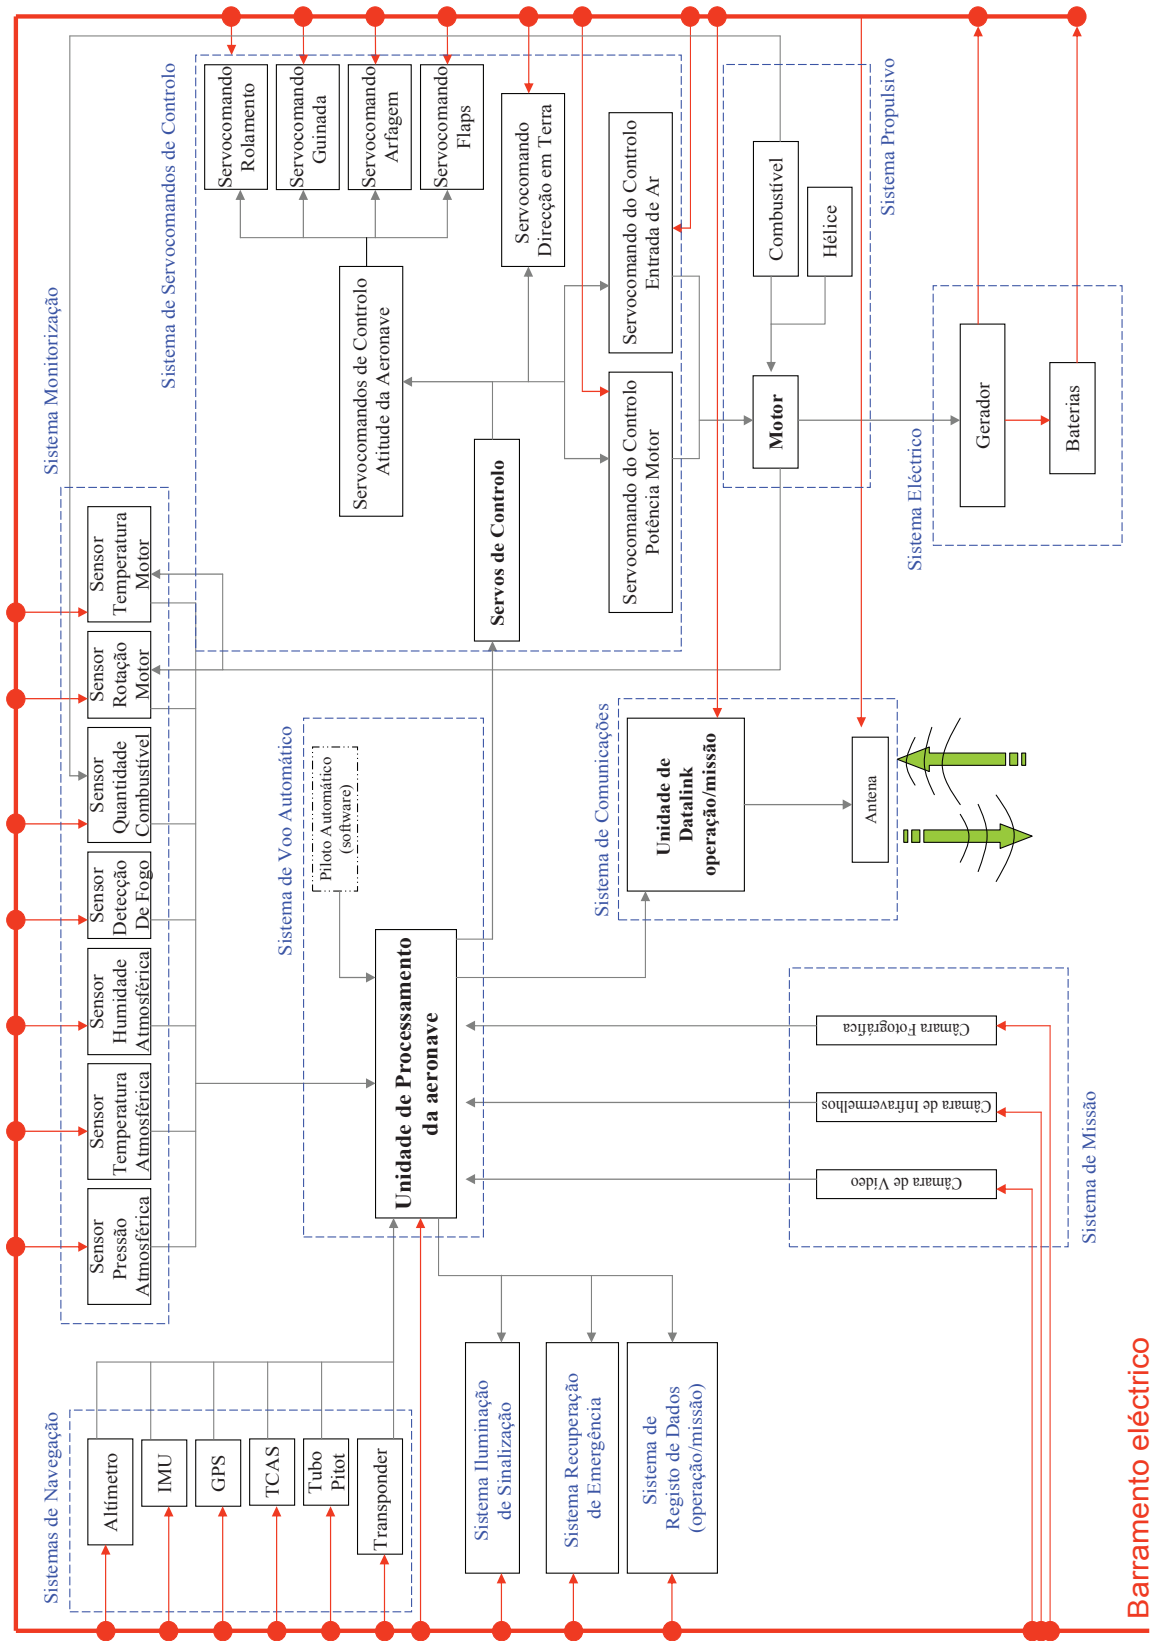 Sistemas de Navegação
Altímetro
IMU
GPS
TCAS
Tubo
Pitot
Transponder
Sistema Monitorização
Sensor
Pressão
Atmosférica
Sensor
Temperatura
Atmosférica
Sensor
Humidade
Atmosférica
Sensor
Detecção
De Fogo
Sensor
Quantidade
Combustível
Sensor
Rotação
Motor
Sensor
Temperatura
Motor
Sistema de Servocomandos de Controlo
Servocomando
Rolamento
Servocomando
Guinada
Servocomando
Arfagem
Servocomando
Flaps
Servocomandos de Controlo
Atitude da Aeronave
Servocomando
Direcção em Terra
Servos de Controlo
Servocomando do Controlo
Potência Motor
Servocomando do Controlo
Entrada de Ar
Sistema de Voo Automático
Piloto Automático
(software)
Unidade de Processamento
da aeronave
Sistema Iluminação
de Sinalização
Sistema Recuperação
de Emergência
Sistema de
Registo de Dados
(operação/missão)
Sistema de Comunicações
Unidade de
Datalink
operação/missão
Antena
Sistema Propulsivo
Combustível
Hélice
Motor
Sistema Eléctrico
Gerador
Baterias
Câmara de Vídeo
Câmara de Infravermelhos
Câmara Fotográfica
Sistema de Missão
Barramento eléctrico